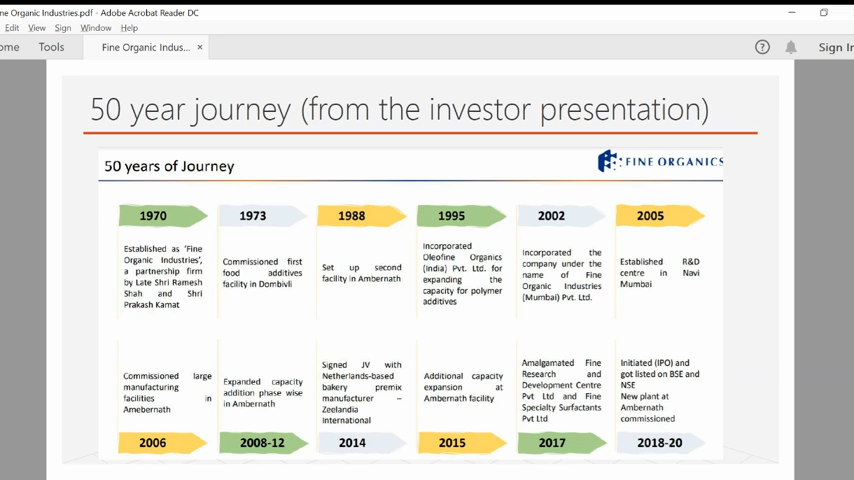 ne Organic Industries.pdf - Adobe Acrobat Reader DC
Edit View Sign Window Help
ome Tools Fine Organic Indus... × Sign In
50 year journey (from the investor presentation)
50 years of Journey
FINE ORGANICS
1970
Established as 'Fine
Organic Industries',
a partnership firm
by Late Shri Ramesh
Shah and Shri
Prakash Kamat
1973
Commissioned first
food additives
facility in Dombivli
1988
Set up second
facility in Ambernath
1995
Incorporated
Oleofine Organics
(India) Pvt. Ltd. for
expanding the
capacity for polymer
additives
2002
Incorporated the
company under the
name of Fine
Organic Industries
(Mumbai) Pvt. Ltd.
2005
Established R&D
centre in Navi
Mumbai
Commissioned large
manufacturing
facilities in
Amebernath
2006
Expanded capacity
addition phase wise
in Ambernath
2008-12
Signed JV with
Netherlands-based
bakery premix
manufacturer –
Zeelandia
International
2014
Additional capacity
expansion at
Ambernath facility
2015
Amalgamated Fine
Research and
Development Centre
Pvt Ltd and Fine
Specialty Surfactants
Pvt Ltd
2017
Initiated (IPO) and
got listed on BSE and
NSE
New plant at
Ambernath
commissioned
2018-20